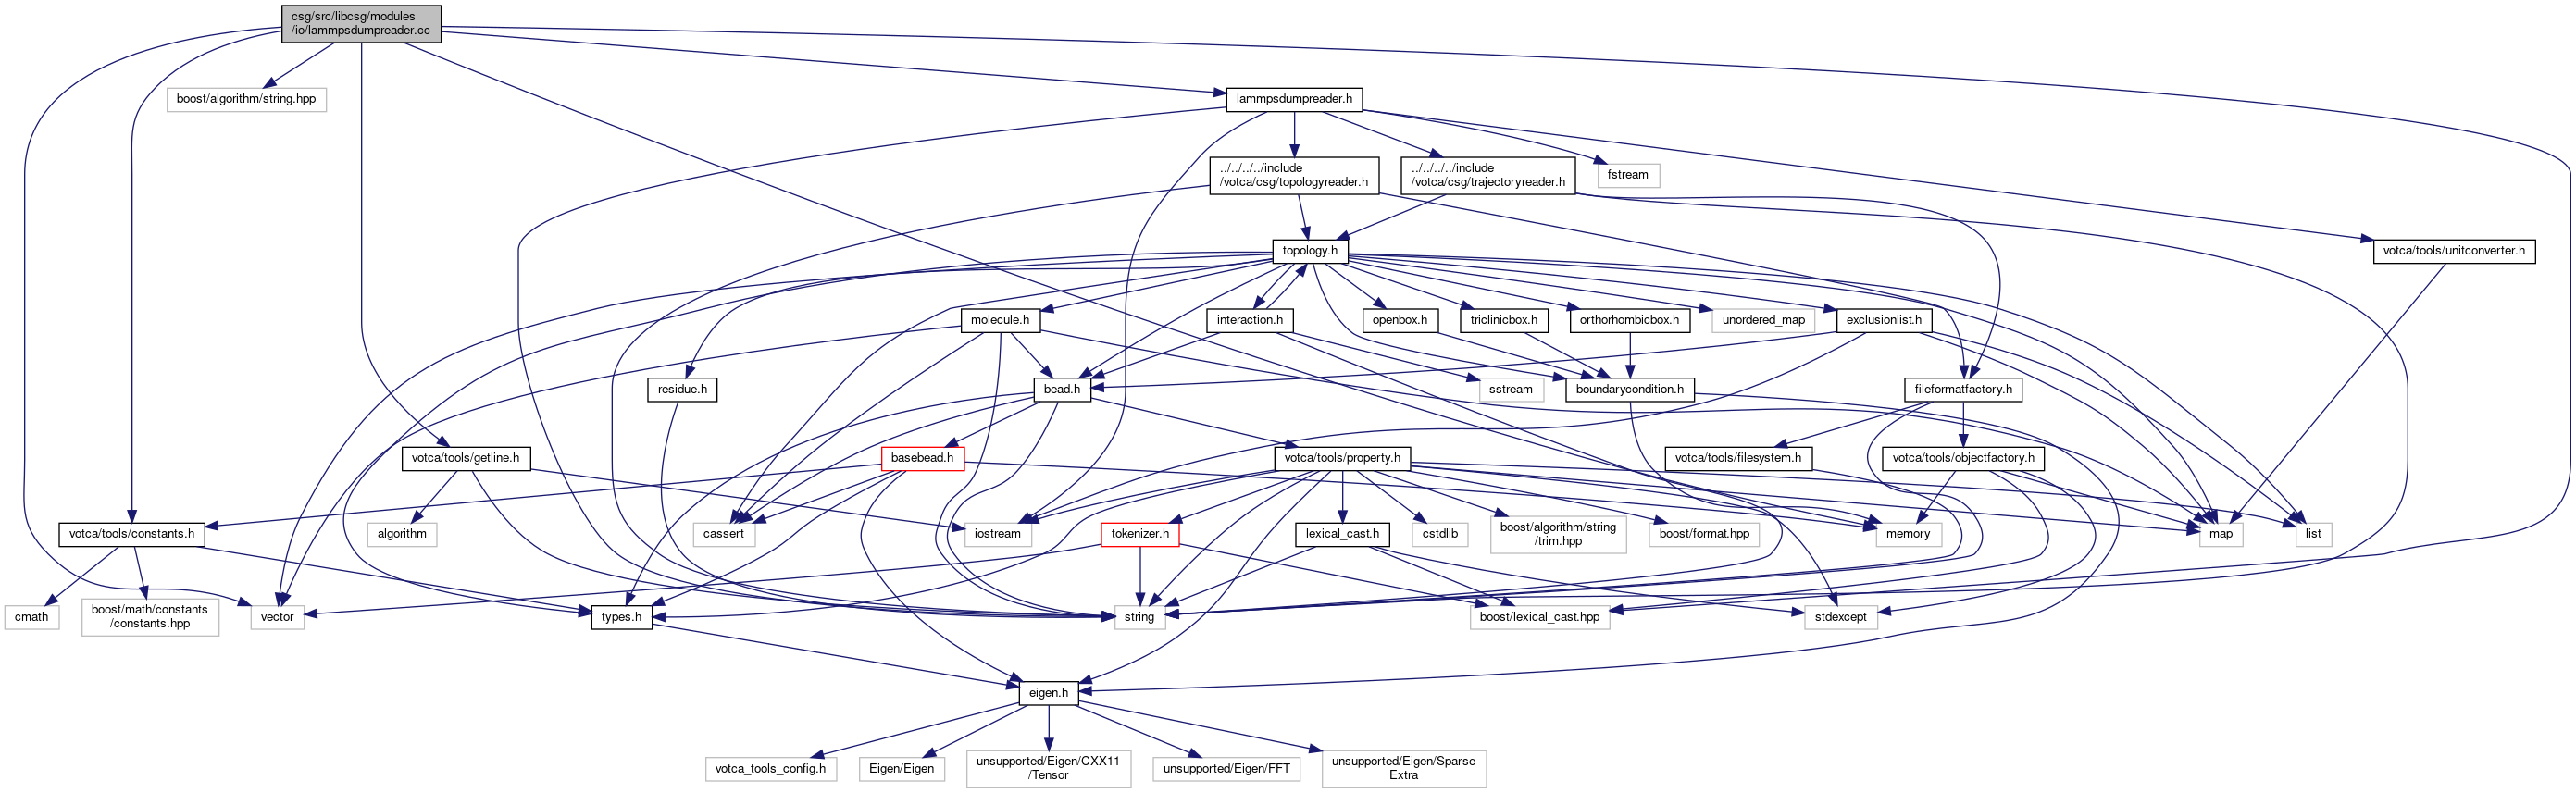 csg/src/libcsg/modules
/io/lammpsdumpreader.cc
boost/algorithm/string.hpp
lammpsdumpreader.h
../../../../include
/votca/csg/topologyreader.h
../../../../include
/votca/csg/trajectoryreader.h
fstream
topology.h
votca/tools/unitconverter.h
molecule.h
interaction.h
openbox.h
triclinicbox.h
orthorhombicbox.h
unordered_map
exclusionlist.h
residue.h
bead.h
sstream
boundarycondition.h
fileformatfactory.h
votca/tools/getline.h
basebead.h
votca/tools/property.h
votca/tools/filesystem.h
votca/tools/objectfactory.h
votca/tools/constants.h
algorithm
cassert
iostream
tokenizer.h
lexical_cast.h
cstdlib
boost/algorithm/string
/trim.hpp
boost/format.hpp
memory
map
list
cmath
boost/math/constants
/constants.hpp
vector
types.h
string
boost/lexical_cast.hpp
stdexcept
eigen.h
votca_tools_config.h
Eigen/Eigen
unsupported/Eigen/CXX11
/Tensor
unsupported/Eigen/FFT
unsupported/Eigen/Sparse
Extra